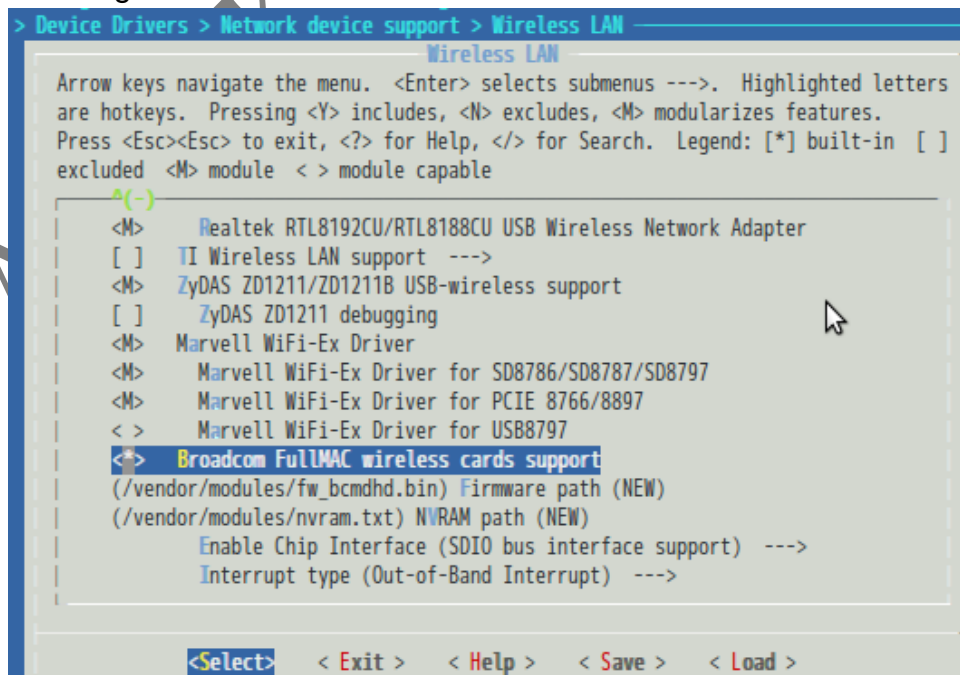 > Device Drivers > Network device support > Wireless LAN
Wireless LAN
Arrow keys navigate the menu.  <Enter> selects submenus --->.  Highlighted letters
are hotkeys.  Pressing <Y> includes, <N> excludes, <M> modularizes features.
Press <Esc><Esc> to exit, <?> for Help, </> for Search.  Legend: [*] built-in  [ ]
excluded  <M> module  < > module capable
^(-)
<M>     Realtek RTL8192CU/RTL8188CU USB Wireless Network Adapter
[ ]   TI Wireless LAN support  --->
<M>   ZyDAS ZD1211/ZD1211B USB-wireless support
[ ]     ZyDAS ZD1211 debugging
<M>   Marvell WiFi-Ex Driver
<M>     Marvell WiFi-Ex Driver for SD8786/SD8787/SD8797
<M>     Marvell WiFi-Ex Driver for PCIE 8766/8897
< >     Marvell WiFi-Ex Driver for USB8797
<*>   Broadcom FullMAC wireless cards support
(/vendor/modules/fw_bcmdhd.bin) Firmware path (NEW)
(/vendor/modules/nvram.txt) NVRAM path (NEW)
Enable Chip Interface (SDIO bus interface support)  --->
Interrupt type (Out-of-Band Interrupt)  --->
<Select>    < Exit >    < Help >    < Save >    < Load >